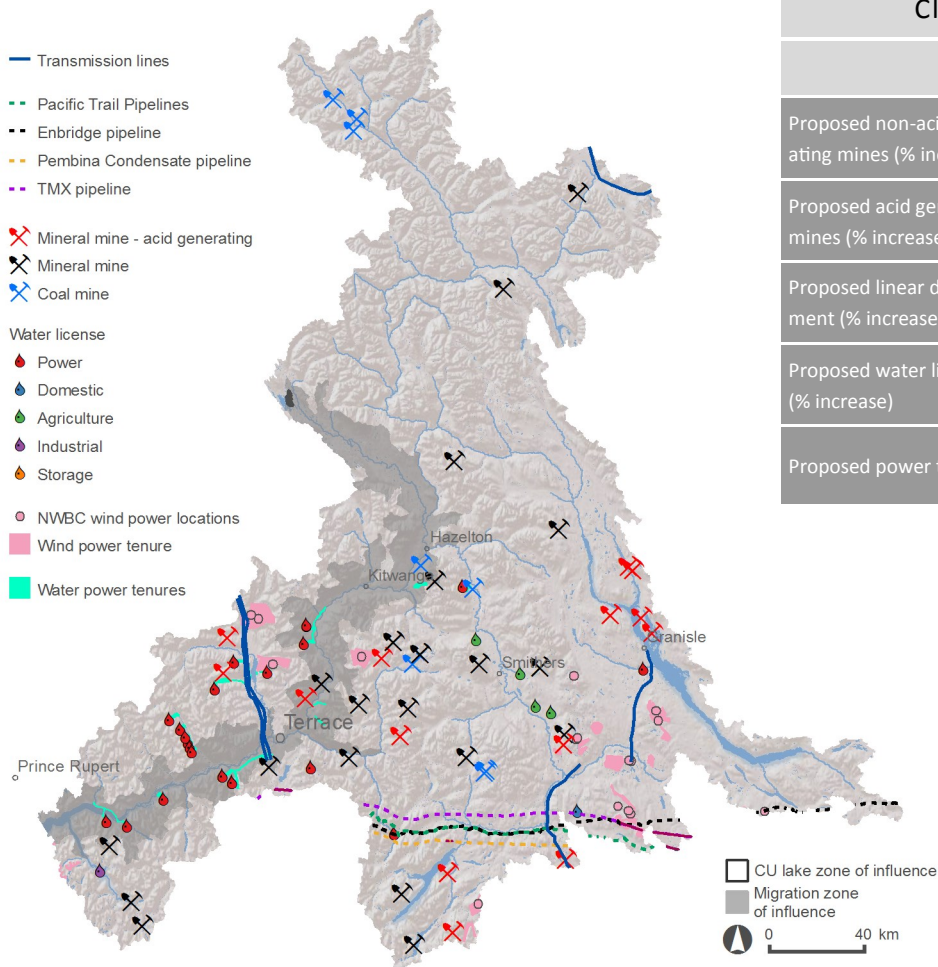 Transmission lines
Pacific Trail Pipelines
Enbridge pipeline
Pembina Condensate pipeline
TMX pipeline
Mineral mine - acid generating
Mineral mine
Coal mine
Water license
Power
Domestic
Agriculture
Industrial
Storage
NWBC wind power locations
Wind power tenure
Water power tenures
Hazelton
Kitwanga
Granisle
Smithers
Terrace
Prince Rupert
CU lake zone of influence
Migration zone
of influence
0 40 km
Proposed non-aci
ating mines (% in
Proposed acid ge
mines (% increase
Proposed linear d
ment (% increase
Proposed water li
(% increase)
Proposed power